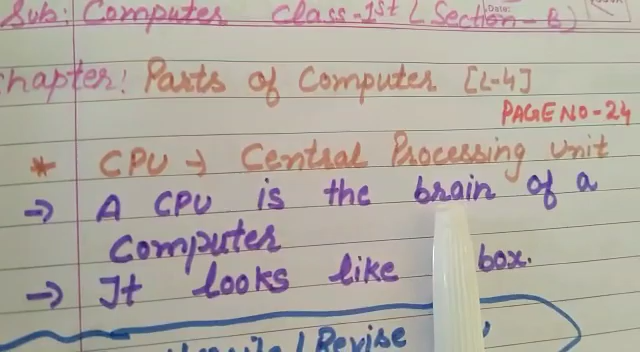 Sub: Computer Class-1st (Section-B)
Chapter: Parts of Computer [L-4]
PAGE NO-24
* CPU → Central Processing Unit
→ A CPU is the brain of a
Computer
→ It looks like box.
/ Revise